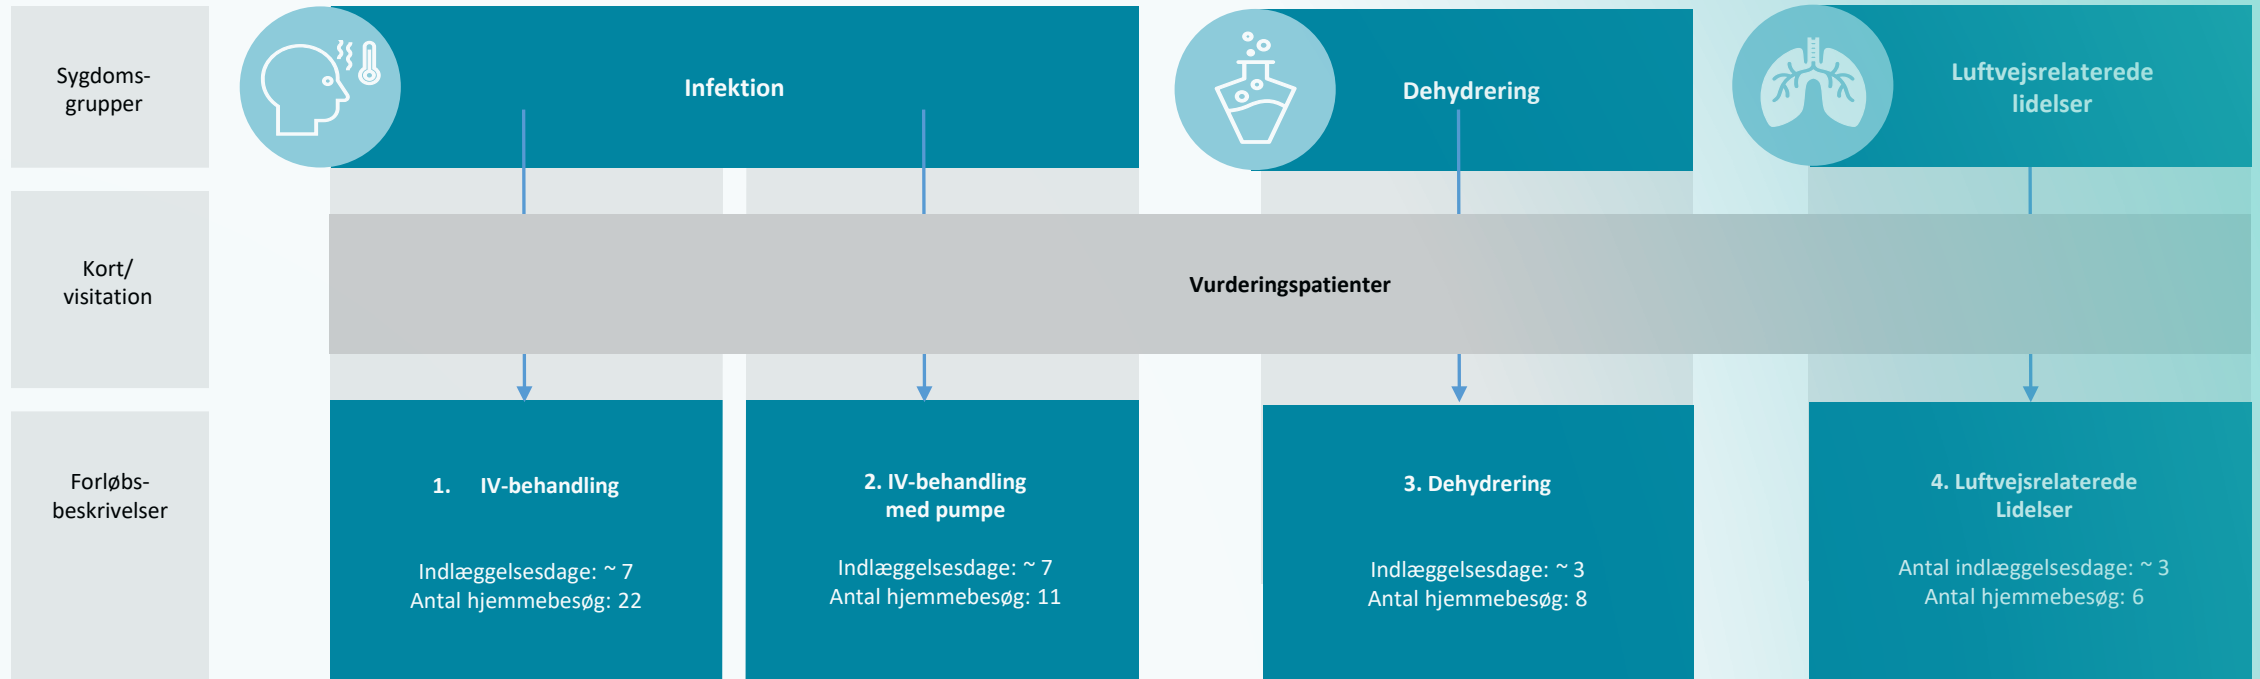 Sygdoms-
grupper
Infektion
Dehydrering
Luftvejsrelaterede
lidelser
Kort/
visitation
Vurderingspatienter
Forløbs-
beskrivelser
1. IV-behandling
Indlæggelsesdage: ~ 7
Antal hjemmebesøg: 22
2. IV-behandling
med pumpe
Indlæggelsesdage: ~ 7
Antal hjemmebesøg: 11
3. Dehydrering
Indlæggelsesdage: ~ 3
Antal hjemmebesøg: 8
4. Luftvejsrelaterede
Lidelser
Antal indlæggelsesdage: ~ 3
Antal hjemmebesøg: 6